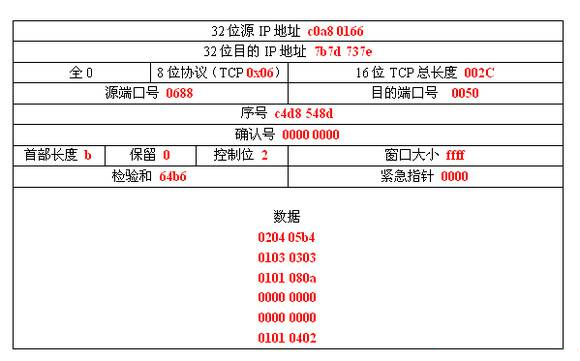 32位源 IP 地址 c0a8 0166
32位目的 IP 地址 7b7d 737e
全 0 8 位协议（TCP 0x06） 16 位 TCP 总长度 002C
源端口号 0688 目的端口号 0050
序号 c4d8 548d
确认号 0000 0000
首部长度 b 保留 0 控制位 2 窗口大小 ffff
检验和 64b6 紧急指针 0000
数据
0204 05b4
0103 0303
0101 080a
0000 0000
0000 0000
0101 0402